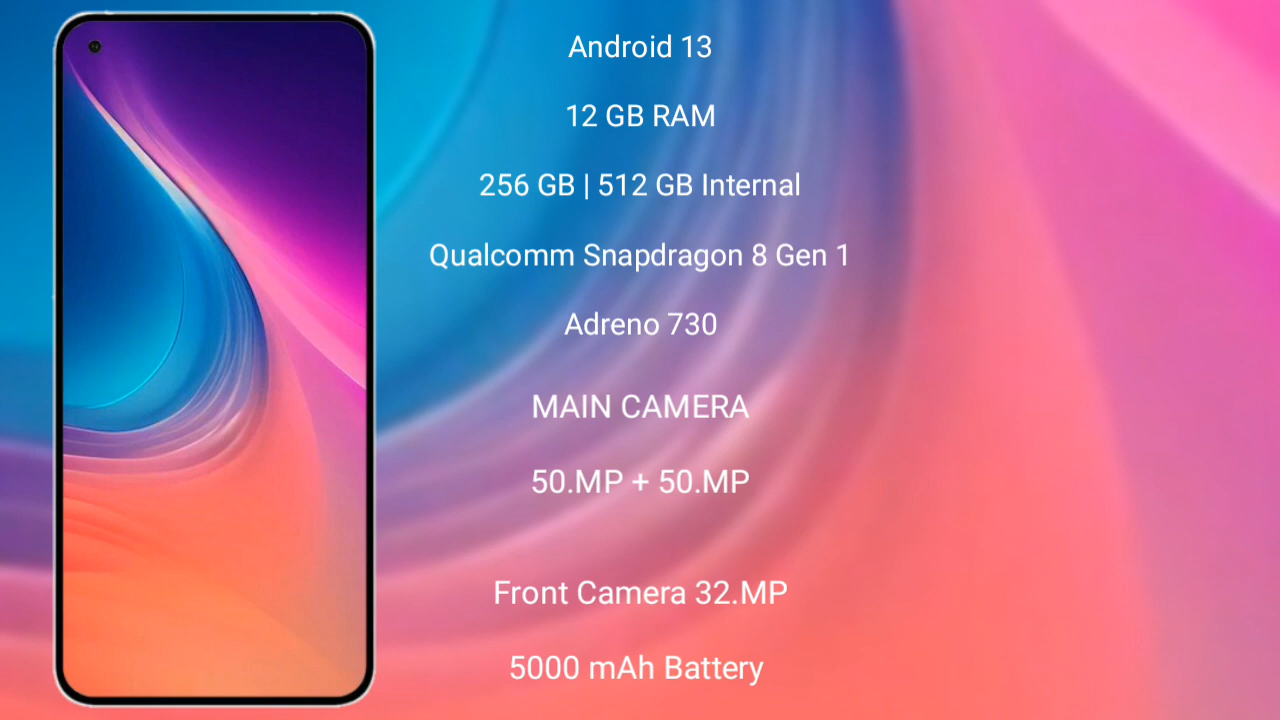 Android 13
12 GB RAM
256 GB | 512 GB Internal
Qualcomm Snapdragon 8 Gen 1
Adreno 730
MAIN CAMERA
50.MP + 50.MP
Front Camera 32.MP
5000 mAh Battery